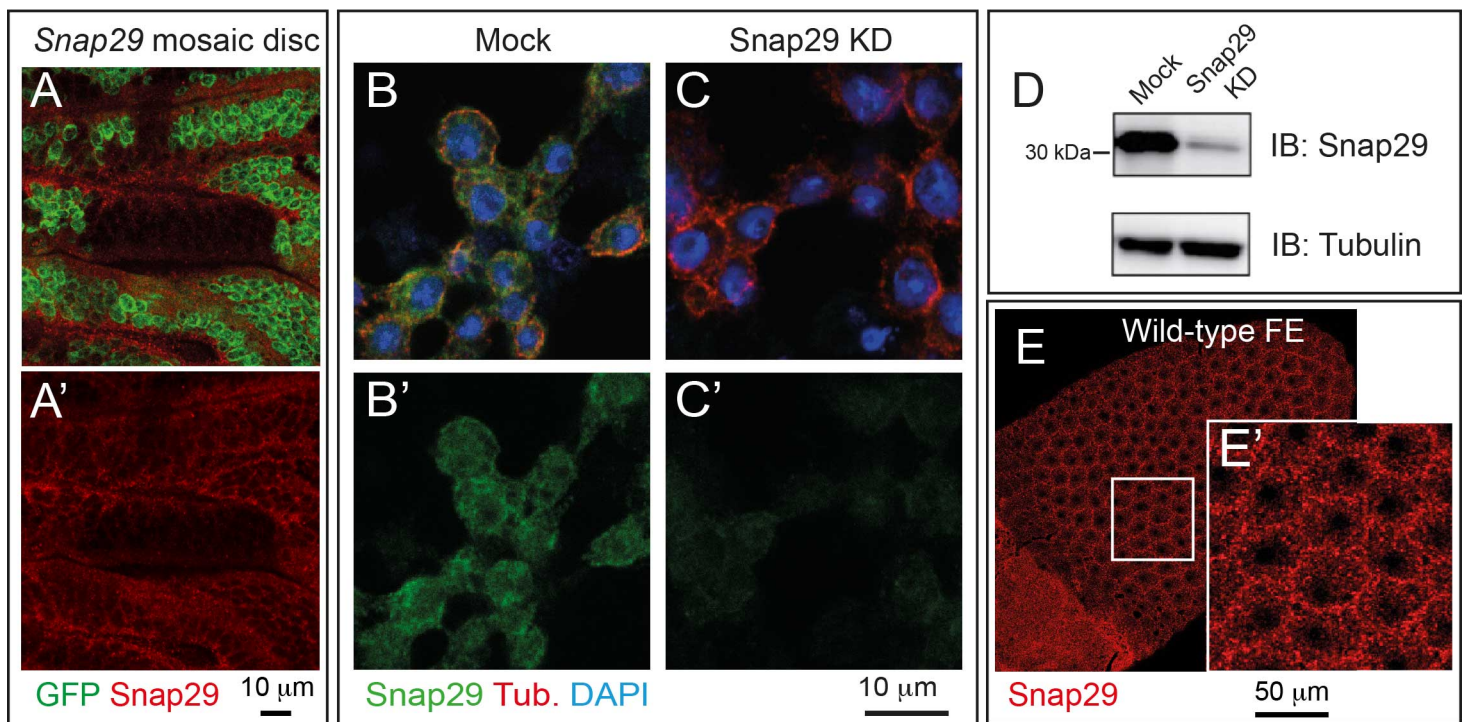 Snap29 mosaic disc
A
A’
GFP Snap29
10 μm
Mock
Snap29 KD
B
C
B’
C’
Snap29 Tub. DAPI
10 μm
D
Mock
Snap29
KD
30 kDa
IB: Snap29
IB: Tubulin
E
Wild-type FE
E’
Snap29
50 μm